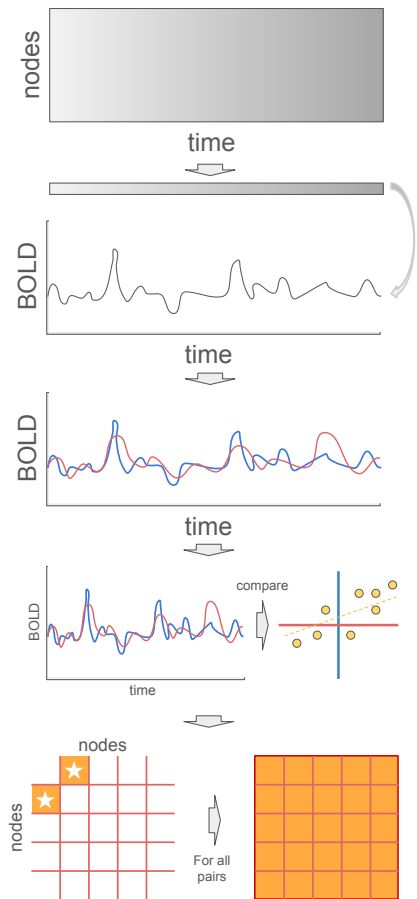 nodes
time
BOLD
time
BOLD
time
compare
BOLD
time
nodes
nodes
For all
pairs